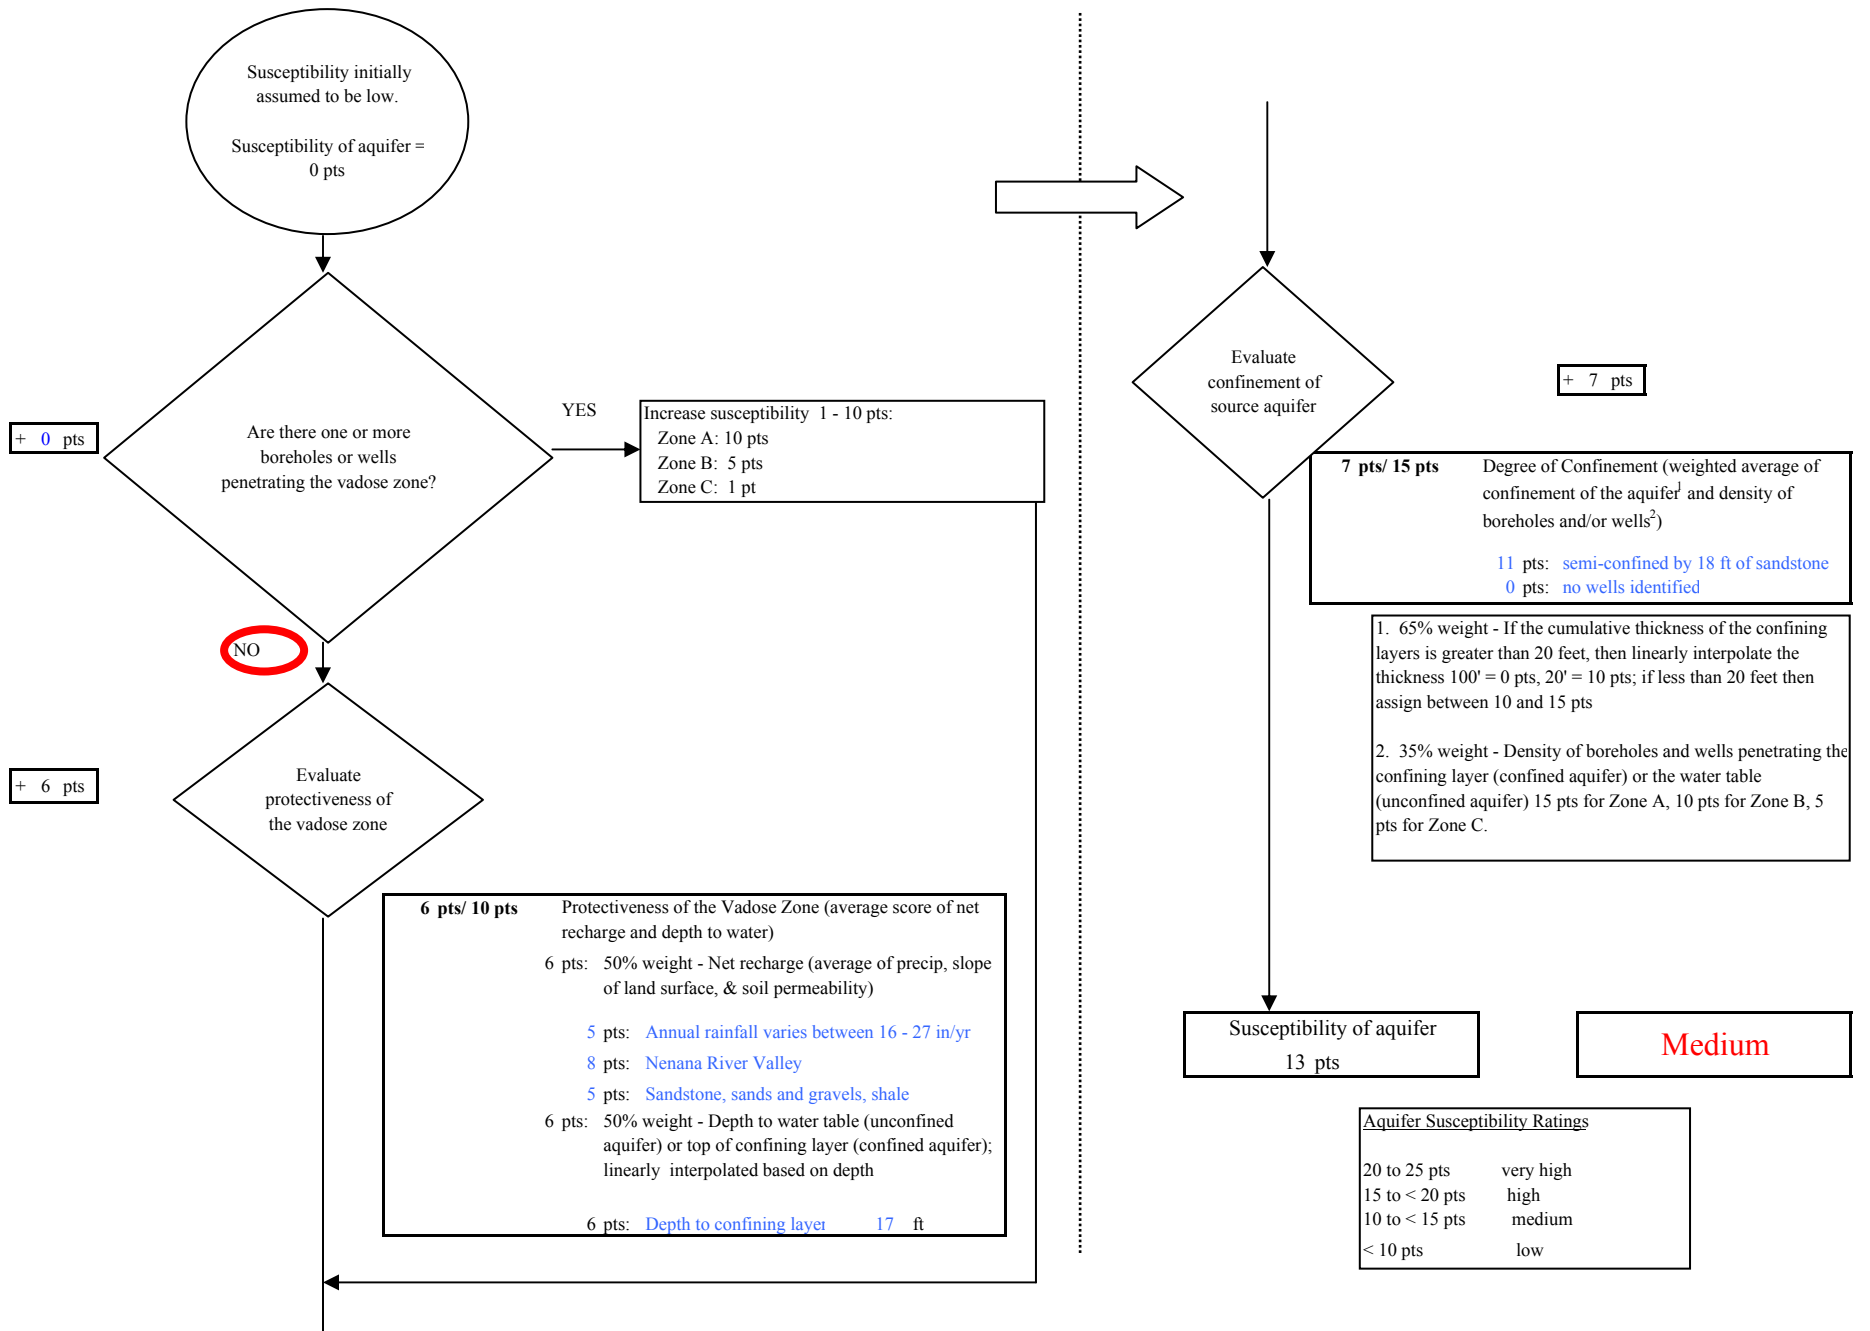 Susceptibility initially
assumed to be low.
Susceptibility of aquifer =
0 pts
+ 0 pts
Are there one or more
boreholes or wells
penetrating the vadose zone?
YES
Increase susceptibility 1 - 10 pts:
Zone A: 10 pts
Zone B: 5 pts
Zone C: 1 pt
NO
+ 6 pts
Evaluate
protectiveness of
the vadose zone
6 pts/ 10 pts
Protectiveness of the Vadose Zone (average score of net
recharge and depth to water)
6 pts: 50% weight - Net recharge (average of precip, slope
of land surface, & soil permeability)
5 pts: Annual rainfall varies between 16 - 27 in/yr
8 pts: Nenana River Valley
5 pts: Sandstone, sands and gravels, shale
6 pts: 50% weight - Depth to water table (unconfined
aquifer) or top of confining layer (confined aquifer);
linearly interpolated based on depth
6 pts: Depth to confining layer 17 ft
Evaluate
confinement of
source aquifer
+ 7 pts
7 pts/ 15 pts
Degree of Confinement (weighted average of
confinement of the aquifer1 and density of
boreholes and/or wells2)
11 pts: semi-confined by 18 ft of sandstone
0 pts: no wells identified
1. 65% weight - If the cumulative thickness of the confining
layers is greater than 20 feet, then linearly interpolate the
thickness 100' = 0 pts, 20' = 10 pts; if less than 20 feet then
assign between 10 and 15 pts
2. 35% weight - Density of boreholes and wells penetrating the
confining layer (confined aquifer) or the water table
(unconfined aquifer) 15 pts for Zone A, 10 pts for Zone B, 5
pts for Zone C.
Susceptibility of aquifer
13 pts
Medium
Aquifer Susceptibility Ratings
20 to 25 pts very high
15 to < 20 pts high
10 to < 15 pts medium
< 10 pts low